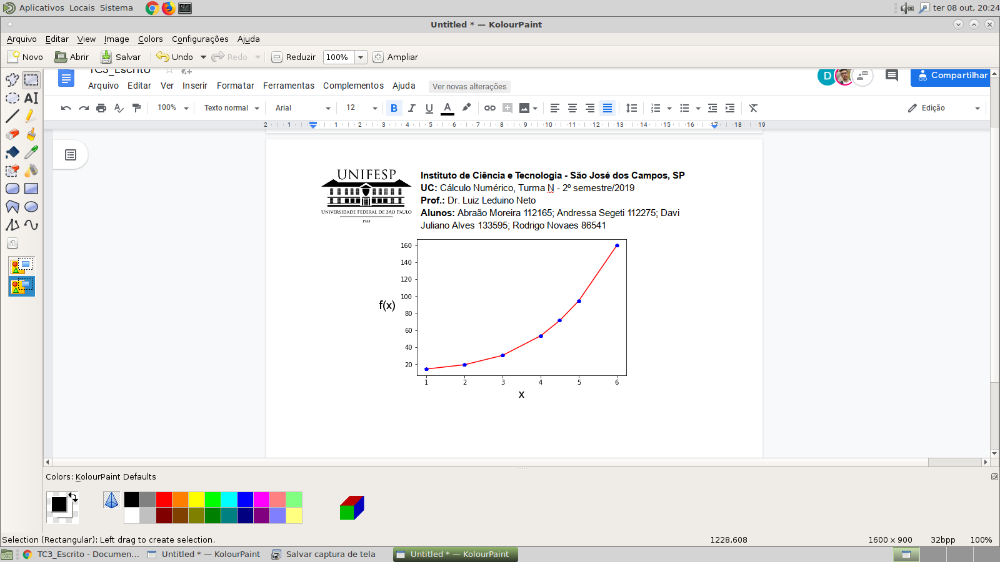 Aplicativos Locais Sistema
ter 08 out, 20:24
Untitled * — KolourPaint
Arquivo Editar View Image Colors Configurações Ajuda
Novo Abrir Salvar Undo Redo Reduzir 100% Ampliar
TC3_Escrito
Arquivo Editar Ver Inserir Formatar Ferramentas Complementos Ajuda Ver novas alterações
D
Compartilhar
100% Texto normal Arial 12 B I U A Edição
2 1 1 2 3 4 5 6 7 8 9 10 11 12 13 14 15 16 17 18 19
UNIFESP
UNIVERSIDADE FEDERAL DE SÃO PAULO
1933
Instituto de Ciência e Tecnologia - São José dos Campos, SP
UC: Cálculo Numérico, Turma N - 2º semestre/2019
Prof.: Dr. Luiz Leduino Neto
Alunos: Abraão Moreira 112165; Andressa Segeti 112275; Davi
Juliano Alves 133595; Rodrigo Novaes 86541
160
140
120
100
80
60
40
20
f(x)
1 2 3 4 5 6
x
Colors: KolourPaint Defaults
Selection (Rectangular): Left drag to create selection.
1228,608
1600 x 900
32bpp
100%
TC3_Escrito - Documen...
Untitled * — KolourPaint
Salvar captura de tela
Untitled * — KolourPaint